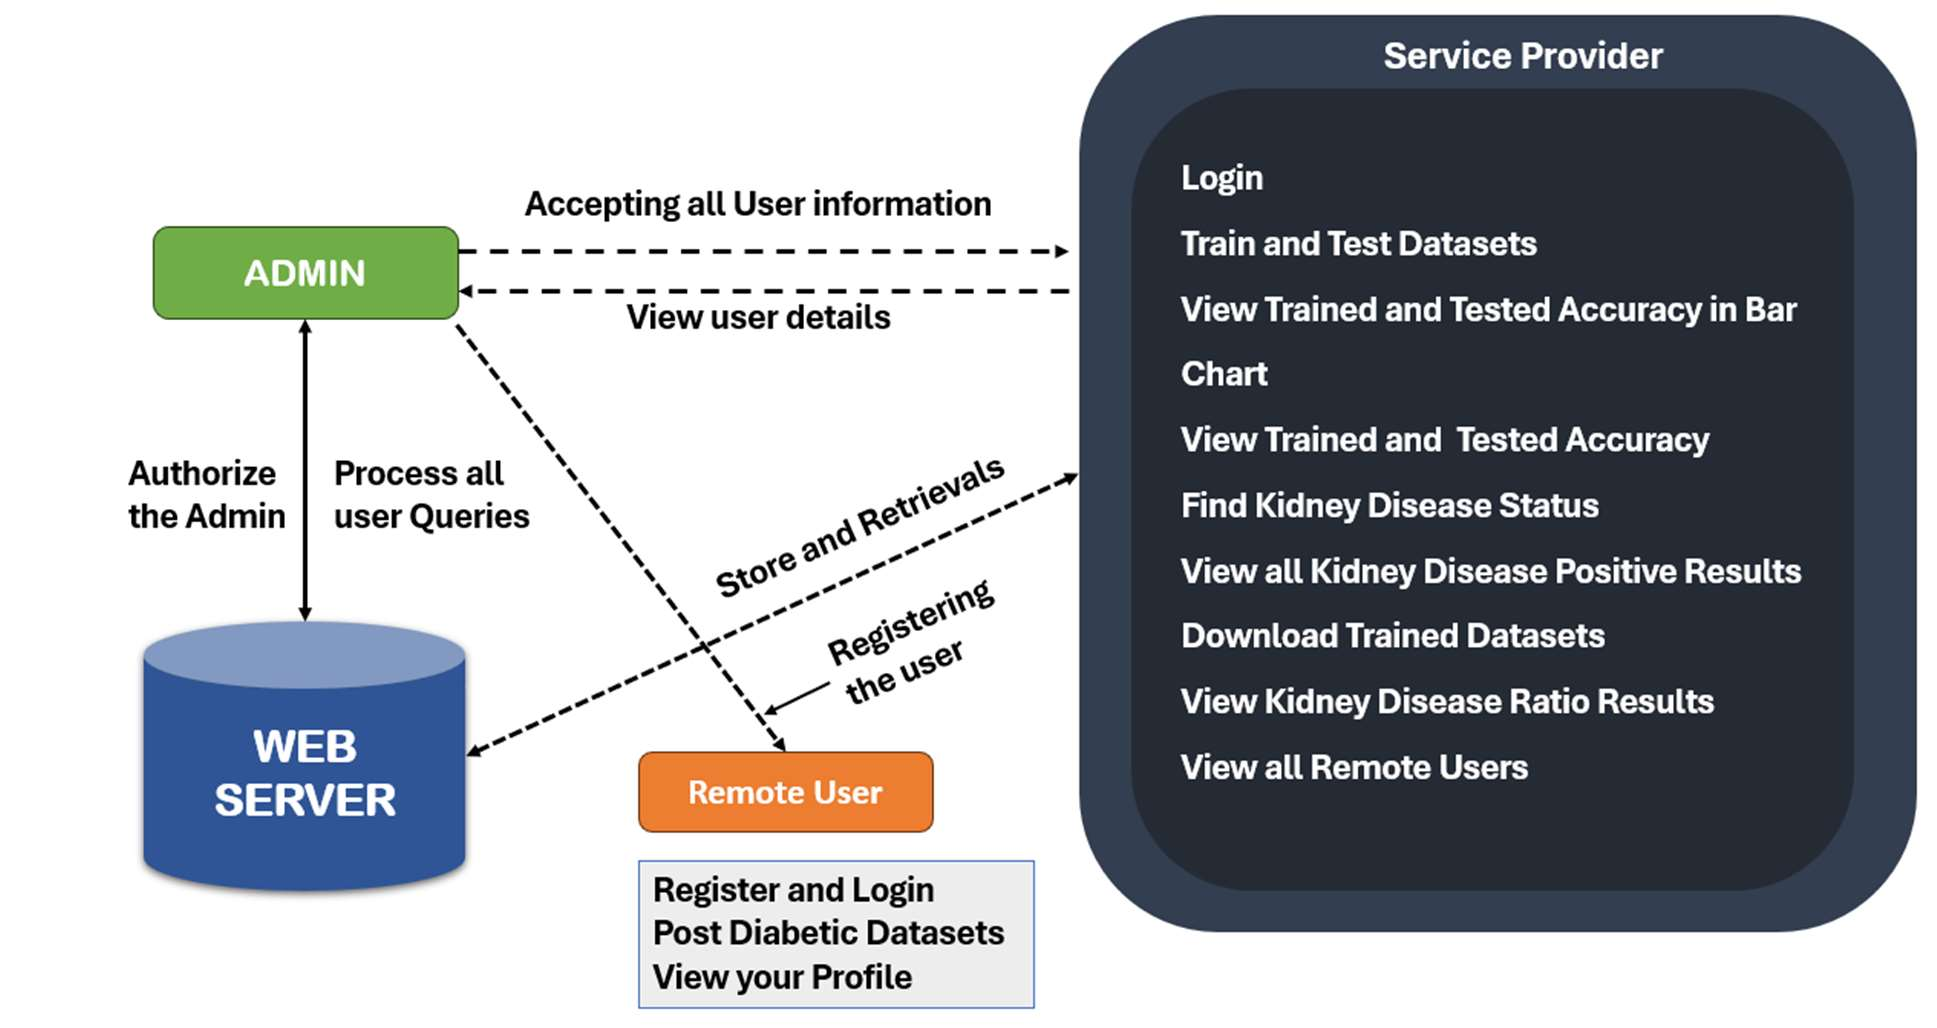 Service Provider
Login
Train and Test Datasets
View Trained and Tested Accuracy in Bar
Chart
View Trained and  Tested Accuracy
Find Kidney Disease Status
View all Kidney Disease Positive Results
Download Trained Datasets
View Kidney Disease Ratio Results
View all Remote Users
Accepting all User information
ADMIN
View user details
Authorize
the Admin
Process all
user Queries
Store and Retrievals
Registering
the user
WEB
SERVER
Remote User
Register and Login
Post Diabetic Datasets
View your Profile